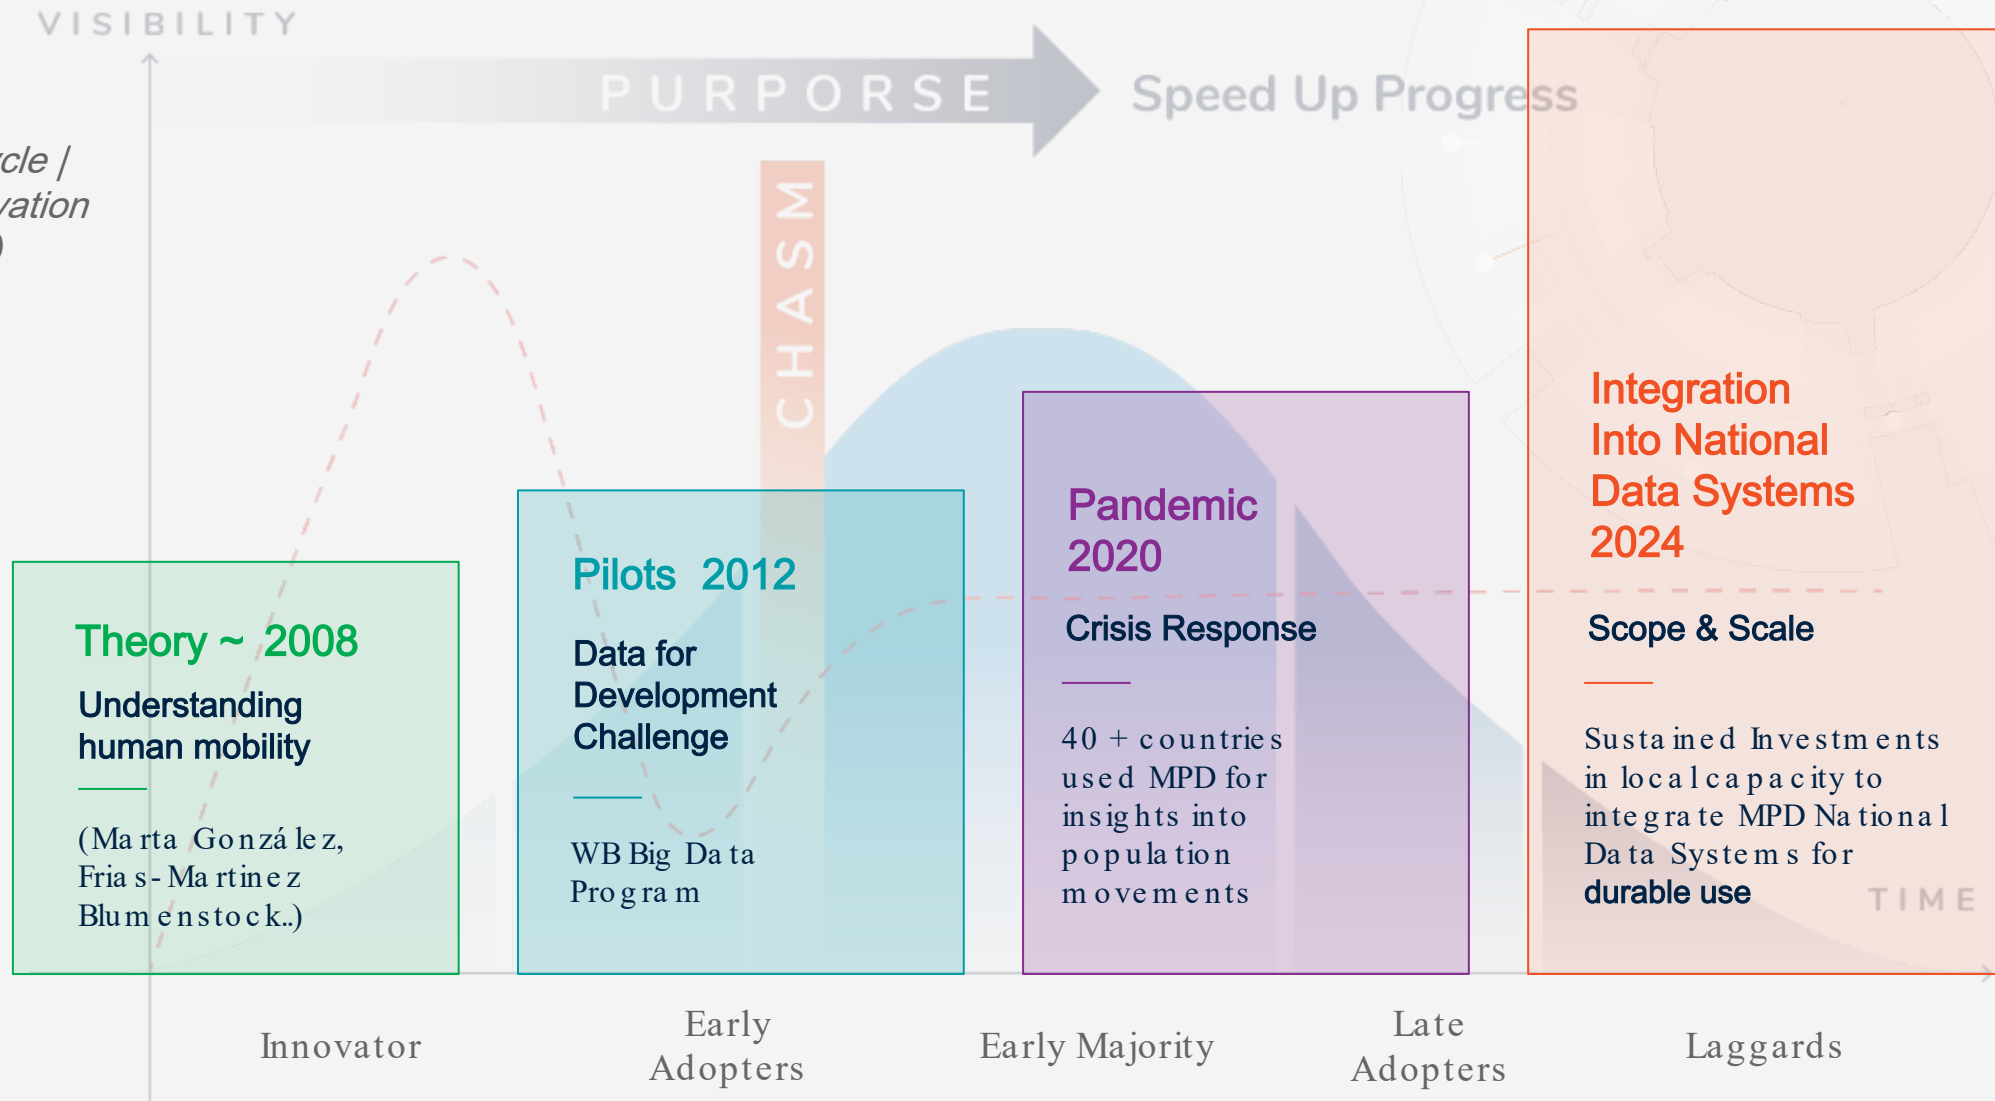 VISIBILITY
PURPORSE
Speed Up Progress
cle |
vation
)
CHASM
Theory ~ 2008
Understanding
human mobility
(Marta González,
Frias-Martinez
Blumenstock..)
Pilots 2012
Data for
Development
Challenge
WB Big Data
Program
Pandemic
2020
Crisis Response
40 + countries
used MPD for
insights into
population
movements
Integration
Into National
Data Systems
2024
Scope & Scale
Sustained Investments
in local capacity to
integrate MPD National
Data Systems for
durable use
TIME
Innovator
Early
Adopters
Early Majority
Late
Adopters
Laggards